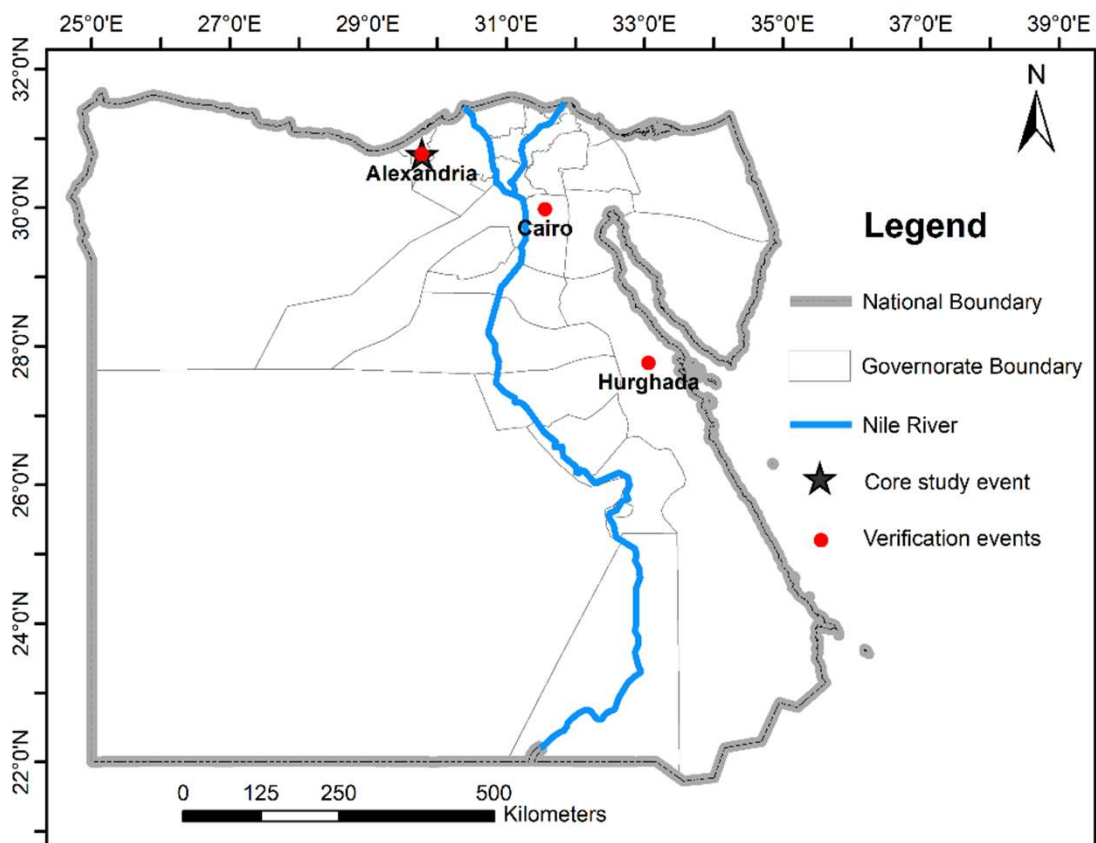 25°0'E 27°0'E 29°0'E 31°0'E 33°0'E 35°0'E 37°0'E 39°0'E
32°0'N
30°0'N
28°0'N
26°0'N
24°0'N
22°0'N
N
Alexandria
Cairo
Hurghada
Legend
National Boundary
Governorate Boundary
Nile River
Core study event
Verification events
0 125 250 500
Kilometers